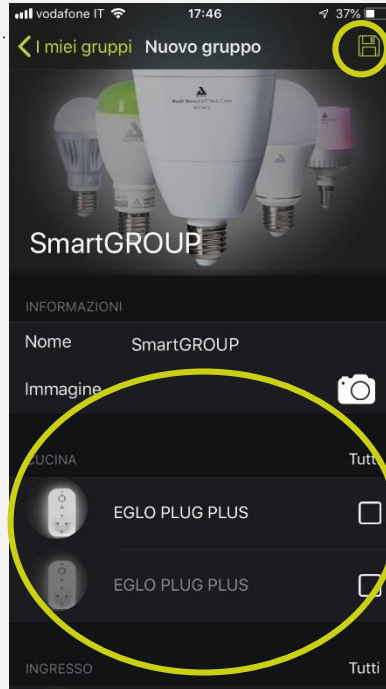 vodafone IT 17:46 37%
I miei gruppi Nuovo gruppo
SmartGROUP
INFORMAZIONI
Nome SmartGROUP
Immagine
CUCINA Tutti
EGLO PLUG PLUS
EGLO PLUG PLUS
INGRESSO Tutti